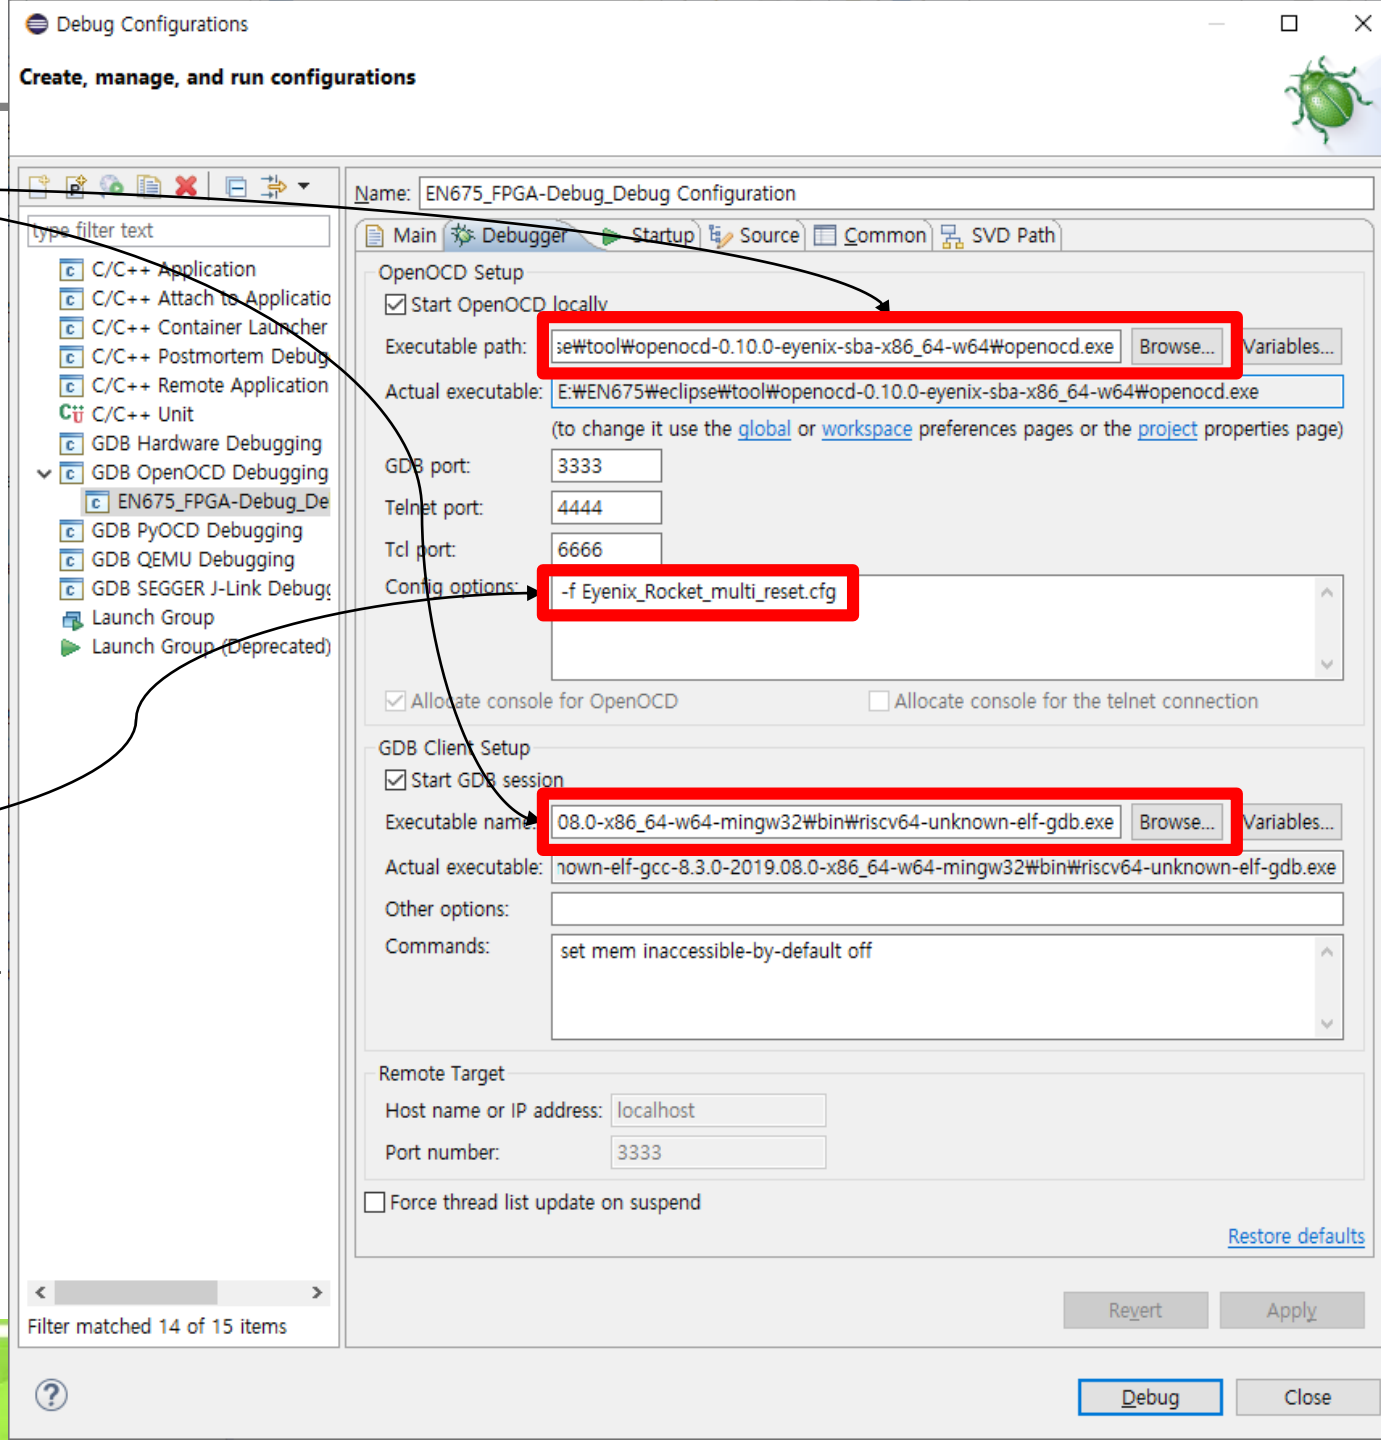 Debug Configurations
Create, manage, and run configurations
type filter text
C/C++ Application
C/C++ Attach to Applicatio
C/C++ Container Launcher
C/C++ Postmortem Debug
C/C++ Remote Application
C/C++ Unit
GDB Hardware Debugging
GDB OpenOCD Debugging
EN675_FPGA-Debug_De
GDB PyOCD Debugging
GDB QEMU Debugging
GDB SEGGER J-Link Debugg
Launch Group
Launch Group (Deprecated)
Filter matched 14 of 15 items
Name: EN675_FPGA-Debug_Debug Configuration
Main Debugger Startup Source Common SVD Path
OpenOCD Setup
Start OpenOCD locally
Executable path: se₩tool₩openocd-0.10.0-eyenix-sba-x86_64-w64₩openocd.exe Browse... Variables...
Actual executable: E:₩EN675₩eclipse₩tool₩openocd-0.10.0-eyenix-sba-x86_64-w64₩openocd.exe
(to change it use the global or workspace preferences pages or the project properties page)
GDB port: 3333
Telnet port: 4444
Tcl port: 6666
Config options: -f Eyenix_Rocket_multi_reset.cfg
Allocate console for OpenOCD Allocate console for the telnet connection
GDB Client Setup
Start GDB session
Executable name: 08.0-x86_64-w64-mingw32₩bin₩riscv64-unknown-elf-gdb.exe Browse... Variables...
Actual executable: nown-elf-gcc-8.3.0-2019.08.0-x86_64-w64-mingw32₩bin₩riscv64-unknown-elf-gdb.exe
Other options:
Commands: set mem inaccessible-by-default off
Remote Target
Host name or IP address: localhost
Port number: 3333
Force thread list update on suspend
Restore defaults
Revert Apply
Debug Close